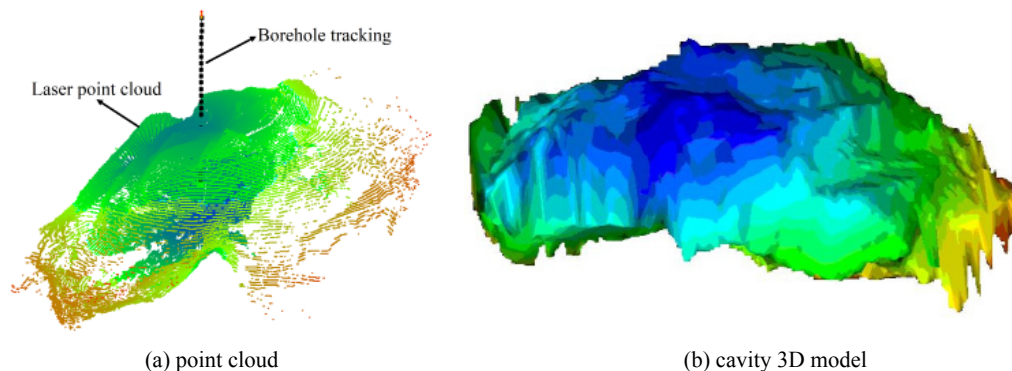 Borehole tracking
Laser point cloud
(a) point cloud
(b) cavity 3D model